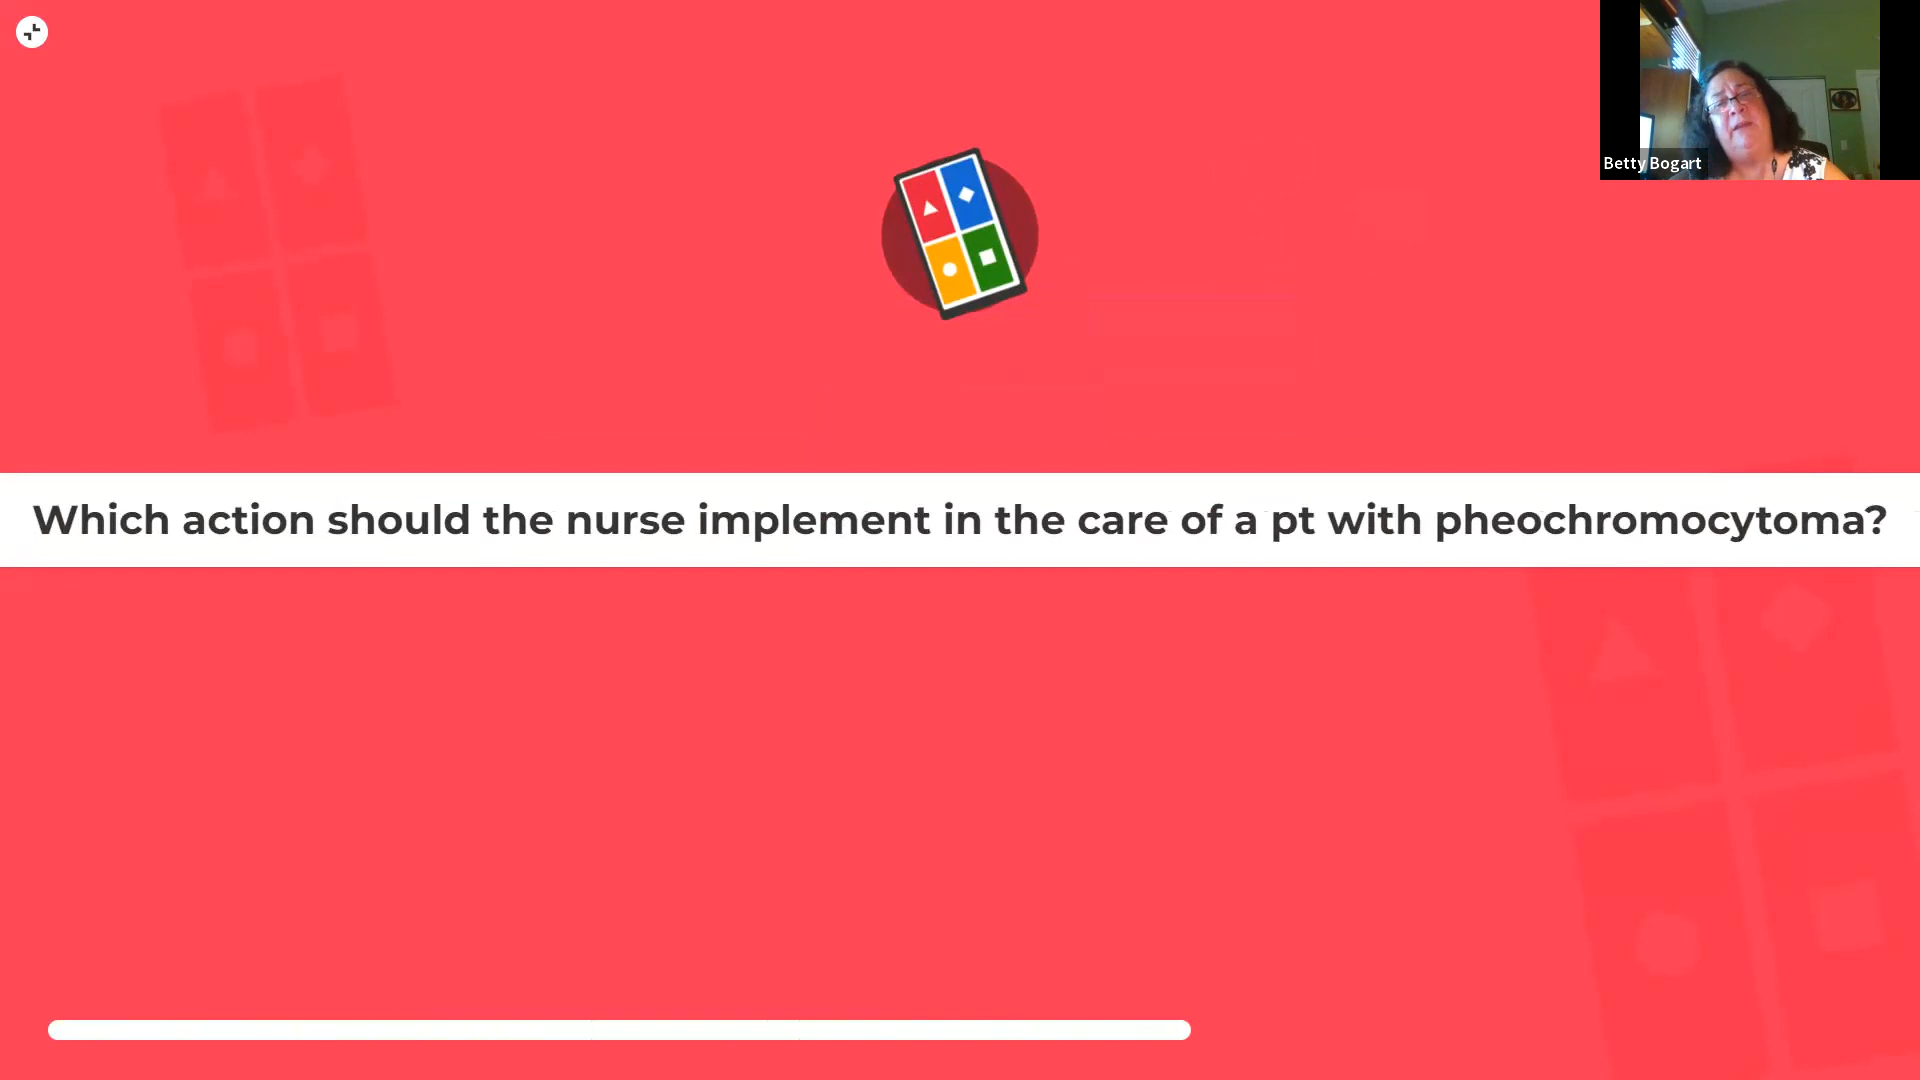 Betty Bogart
Which action should the nurse implement in the care of a pt with pheochromocytoma?